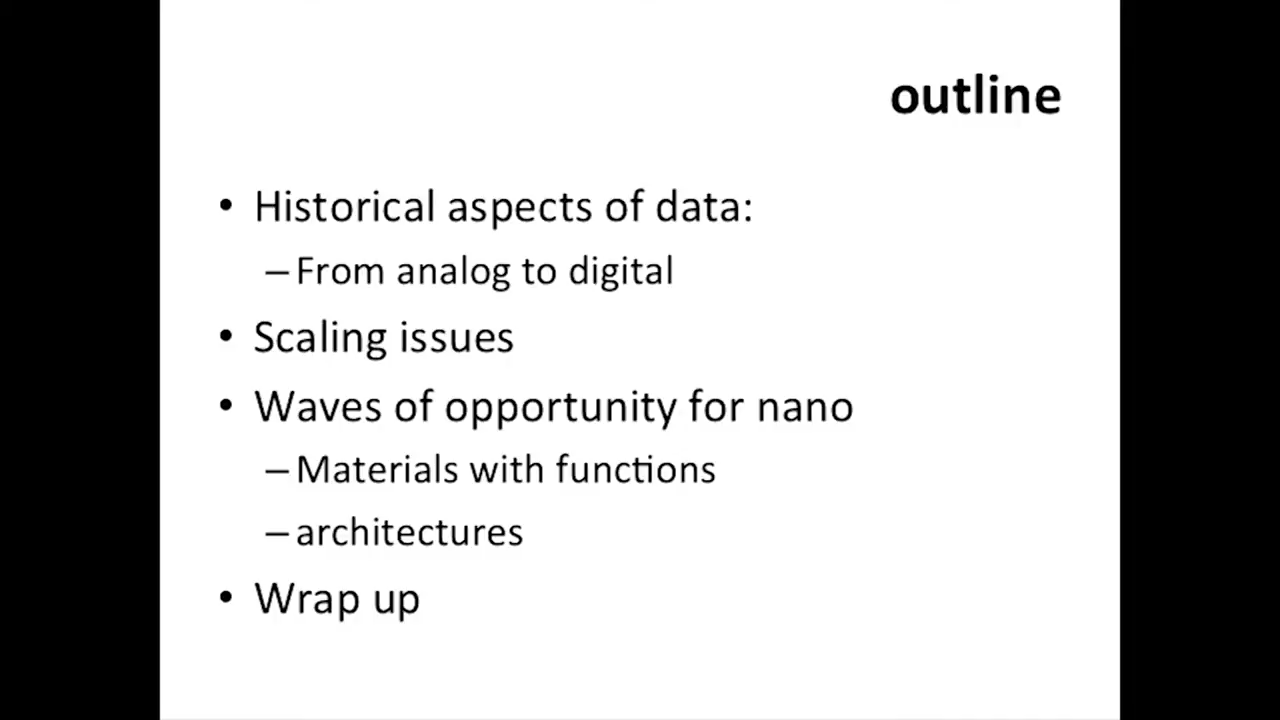 outline
• Historical aspects of data:
– From analog to digital
• Scaling issues
• Waves of opportunity for nano
– Materials with functions
– architectures
• Wrap up